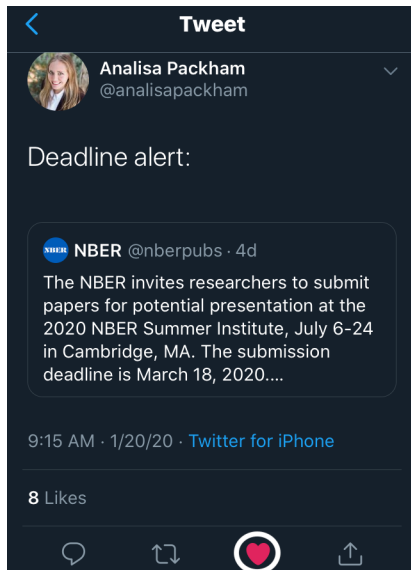 Tweet
Analisa Packham
@analisapackham
Deadline alert:
NBER NBER @nberpubs · 4d
The NBER invites researchers to submit
papers for potential presentation at the
2020 NBER Summer Institute, July 6-24
in Cambridge, MA. The submission
deadline is March 18, 2020....
9:15 AM · 1/20/20 · Twitter for iPhone
8 Likes